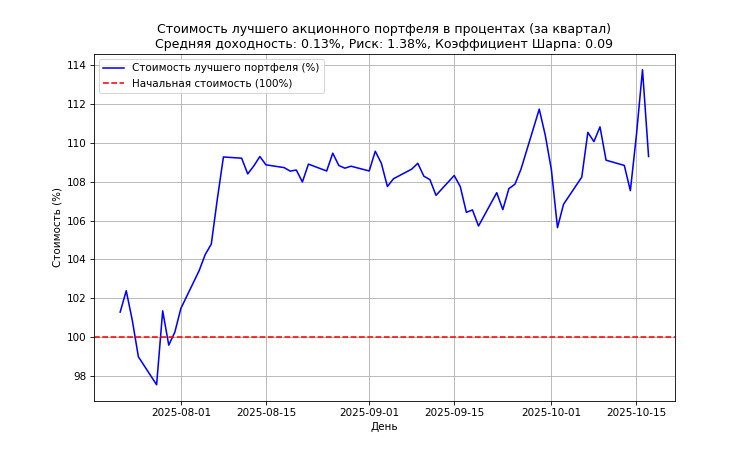 Стоимость лучшего акционного портфеля в процентах (за квартал)
Средняя доходность: 0.13%, Риск: 1.38%, Коэффициент Шарпа: 0.09
Стоимость лучшего портфеля (%)
Начальная стоимость (100%)
Стоимость (%)
114
112
110
108
106
104
102
100
98
2025-08-01
2025-08-15
2025-09-01
2025-09-15
2025-10-01
2025-10-15
День